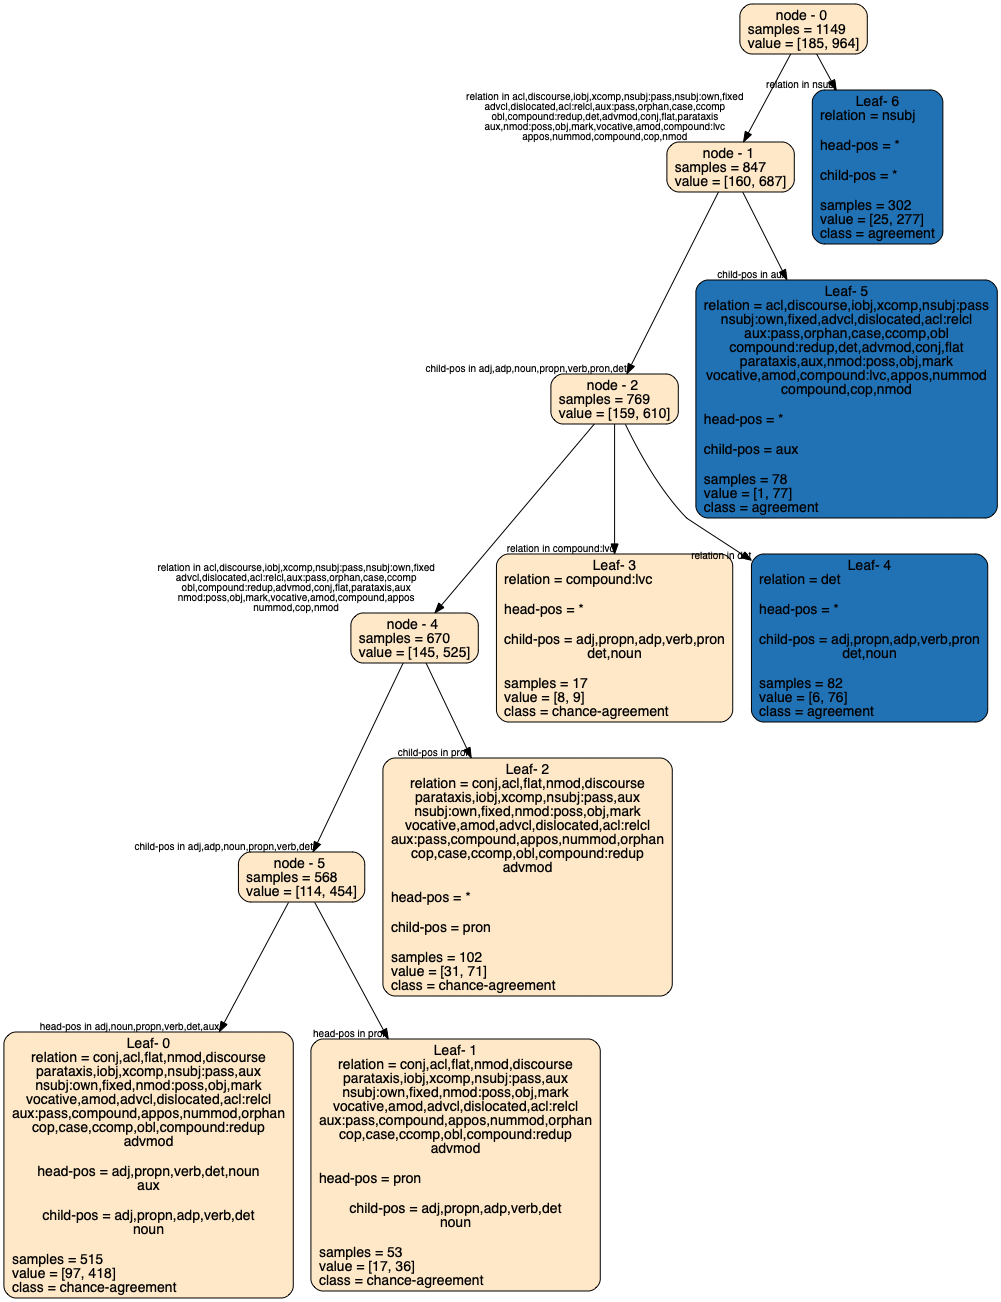 node - 0
samples = 1149
value = [185, 964]
relation in nsubj
relation in acl,discourse,iobj,xcomp,nsubj:pass,nsubj:own,fixed
advcl,dislocated,acl:relcl,aux:pass,orphan,case,ccomp
obl,compound:redup,det,advmod,conj,flat,parataxis
aux,nmod:poss,obj,mark,vocative,amod,compound:lvc
appos,nummod,compound,cop,nmod
Leaf- 6
relation = nsubj
head-pos = *
child-pos = *
samples = 302
value = [25, 277]
class = agreement
node - 1
samples = 847
value = [160, 687]
child-pos in aux
Leaf- 5
relation = acl,discourse,iobj,xcomp,nsubj:pass
nsubj:own,fixed,advcl,dislocated,acl:relcl
aux:pass,orphan,case,ccomp,obl
compound:redup,det,advmod,conj,flat
parataxis,aux,nmod:poss,obj,mark
vocative,amod,compound:lvc,appos,nummod
compound,cop,nmod
head-pos = *
child-pos = aux
samples = 78
value = [1, 77]
class = agreement
child-pos in adj,adp,noun,propn,verb,pron,det
node - 2
samples = 769
value = [159, 610]
relation in compound:lvc
relation in det
relation in acl,discourse,iobj,xcomp,nsubj:pass,nsubj:own,fixed
advcl,dislocated,acl:relcl,aux:pass,orphan,case,ccomp
obl,compound:redup,advmod,conj,flat,parataxis,aux
nmod:poss,obj,mark,vocative,amod,compound,appos
nummod,cop,nmod
Leaf- 3
relation = compound:lvc
head-pos = *
child-pos = adj,propn,adp,verb,pron
det,noun
samples = 17
value = [8, 9]
class = chance-agreement
Leaf- 4
relation = det
head-pos = *
child-pos = adj,propn,adp,verb,pron
det,noun
samples = 82
value = [6, 76]
class = agreement
node - 4
samples = 670
value = [145, 525]
child-pos in pron
Leaf- 2
relation = conj,acl,flat,nmod,discourse
parataxis,iobj,xcomp,nsubj:pass,aux
nsubj:own,fixed,nmod:poss,obj,mark
vocative,amod,advcl,dislocated,acl:relcl
aux:pass,compound,appos,nummod,orphan
cop,case,ccomp,obl,compound:redup
advmod
head-pos = *
child-pos = pron
samples = 102
value = [31, 71]
class = chance-agreement
child-pos in adj,adp,noun,propn,verb,det
node - 5
samples = 568
value = [114, 454]
head-pos in adj,noun,propn,verb,det,aux
head-pos in pron
Leaf- 0
relation = conj,acl,flat,nmod,discourse
parataxis,iobj,xcomp,nsubj:pass,aux
nsubj:own,fixed,nmod:poss,obj,mark
vocative,amod,advcl,dislocated,acl:relcl
aux:pass,compound,appos,nummod,orphan
cop,case,ccomp,obl,compound:redup
advmod
head-pos = adj,propn,verb,det,noun
aux
child-pos = adj,propn,adp,verb,det
noun
samples = 515
value = [97, 418]
class = chance-agreement
Leaf- 1
relation = conj,acl,flat,nmod,discourse
parataxis,iobj,xcomp,nsubj:pass,aux
nsubj:own,fixed,nmod:poss,obj,mark
vocative,amod,advcl,dislocated,acl:relcl
aux:pass,compound,appos,nummod,orphan
cop,case,ccomp,obl,compound:redup
advmod
head-pos = pron
child-pos = adj,propn,adp,verb,det
noun
samples = 53
value = [17, 36]
class = chance-agreement